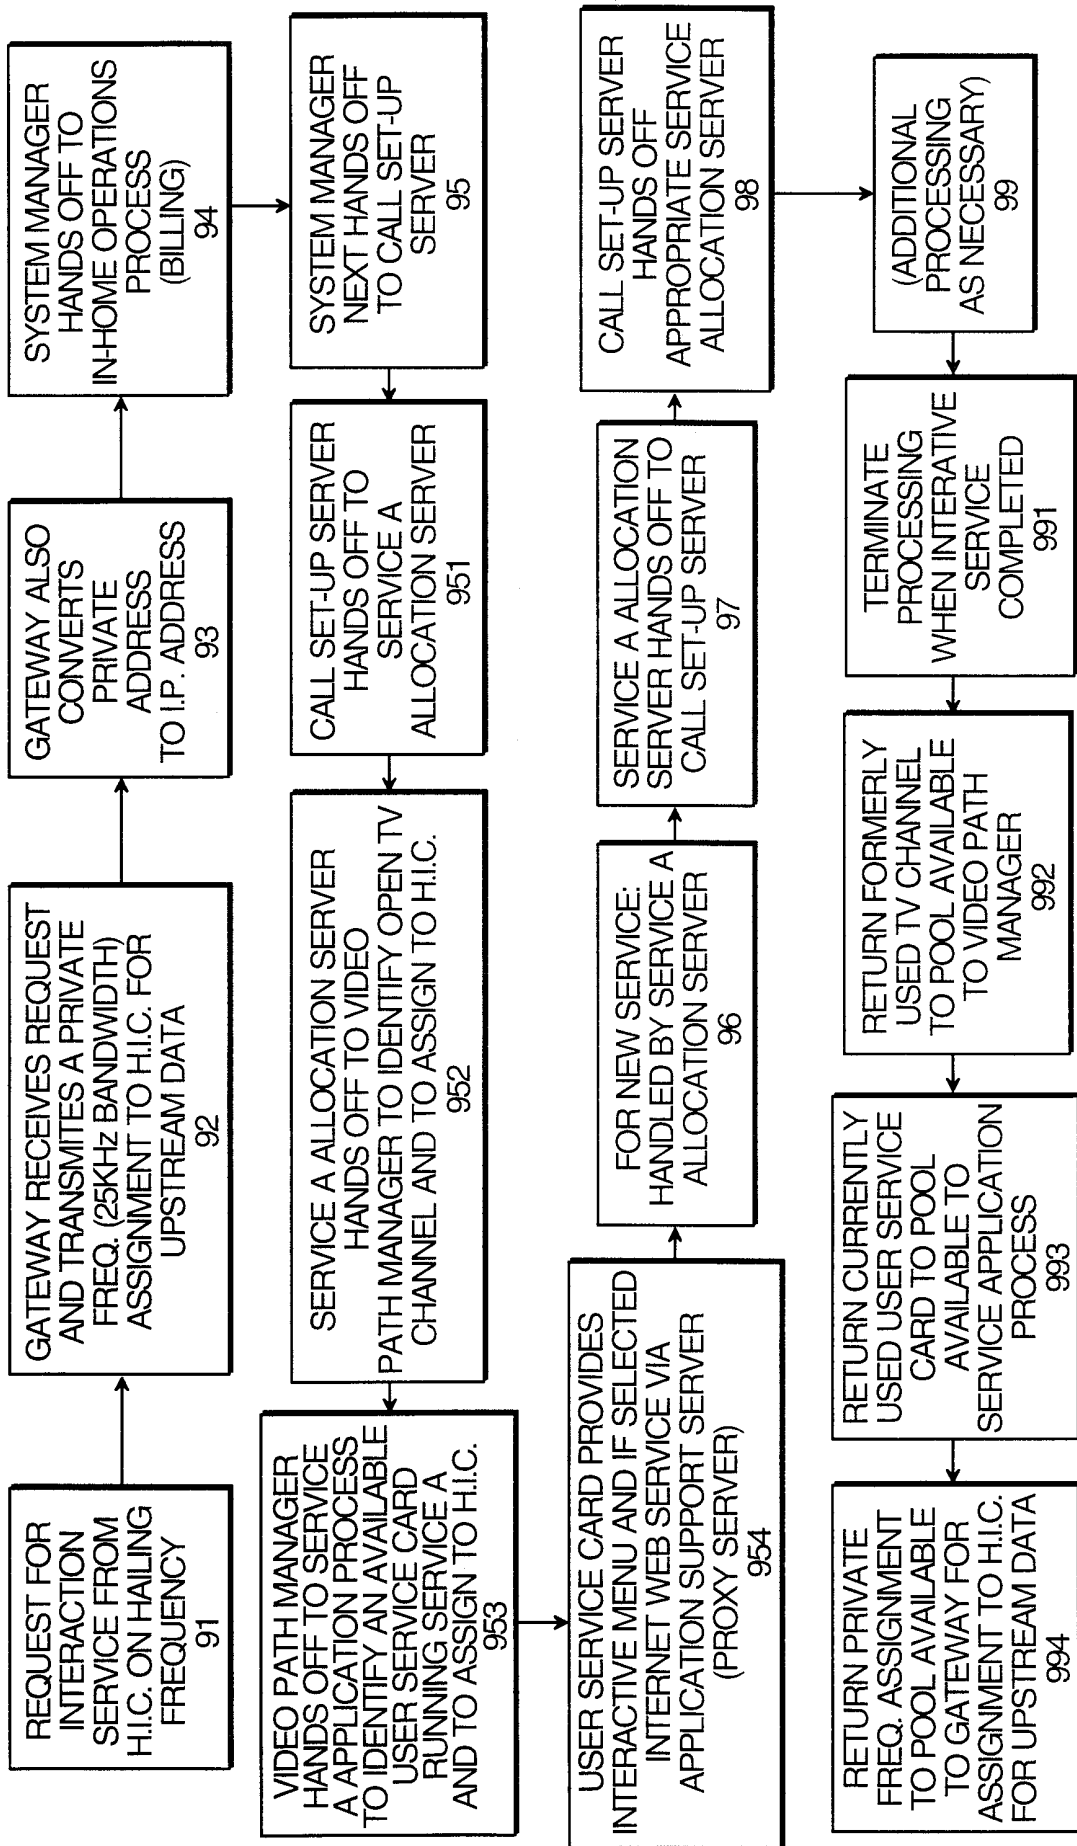 REQUEST FOR
INTERACTION
SERVICE FROM
H.I.C. ON HAILING
FREQUENCY
91
GATEWAY RECEIVES REQUEST
AND TRANSMITES A PRIVATE
FREQ. (25KHz BANDWIDTH)
ASSIGNMENT TO H.I.C. FOR
UPSTREAM DATA
92
GATEWAY ALSO
CONVERTS
PRIVATE
ADDRESS
TO I.P. ADDRESS
93
SYSTEM MANAGER
HANDS OFF TO
IN-HOME OPERATIONS
PROCESS
(BILLING)
94
SYSTEM MANAGER
NEXT HANDS OFF
TO CALL SET-UP
SERVER
95
CALL SET-UP SERVER
HANDS OFF TO
SERVICE A
ALLOCATION SERVER
951
SERVICE A ALLOCATION SERVER
HANDS OFF TO VIDEO
PATH MANAGER TO IDENTIFY OPEN TV
CHANNEL AND TO ASSIGN TO H.I.C.
952
VIDEO PATH MANAGER
HANDS OFF TO SERVICE
A APPLICATION PROCESS
TO IDENTIFY AN AVAILABLE
USER SERVICE CARD
RUNNING SERVICE A
AND TO ASSIGN TO H.I.C.
953
USER SERVICE CARD PROVIDES
INTERACTIVE MENU AND IF SELECTED
INTERNET WEB SERVICE VIA
APPLICATION SUPPORT SERVER
(PROXY SERVER)
954
FOR NEW SERVICE:
HANDLED BY SERVICE A
ALLOCATION SERVER
96
SERVICE A ALLOCATION
SERVER HANDS OFF TO
CALL SET-UP SERVER
97
CALL SET-UP SERVER
HANDS OFF
APPROPRIATE SERVICE
ALLOCATION SERVER
98
(ADDITIONAL
PROCESSING
AS NECESSARY)
99
TERMINATE
PROCESSING
WHEN INTERATIVE
SERVICE
COMPLETED
991
RETURN FORMERLY
USED TV CHANNEL
TO POOL AVAILABLE
TO VIDEO PATH
MANAGER
992
RETURN CURRENTLY
USED USER SERVICE
CARD TO POOL
AVAILABLE TO
SERVICE APPLICATION
PROCESS
993
RETURN PRIVATE
FREQ. ASSIGNMENT
TO POOL AVAILABLE
TO GATEWAY FOR
ASSIGNMENT TO H.I.C.
FOR UPSTREAM DATA
994